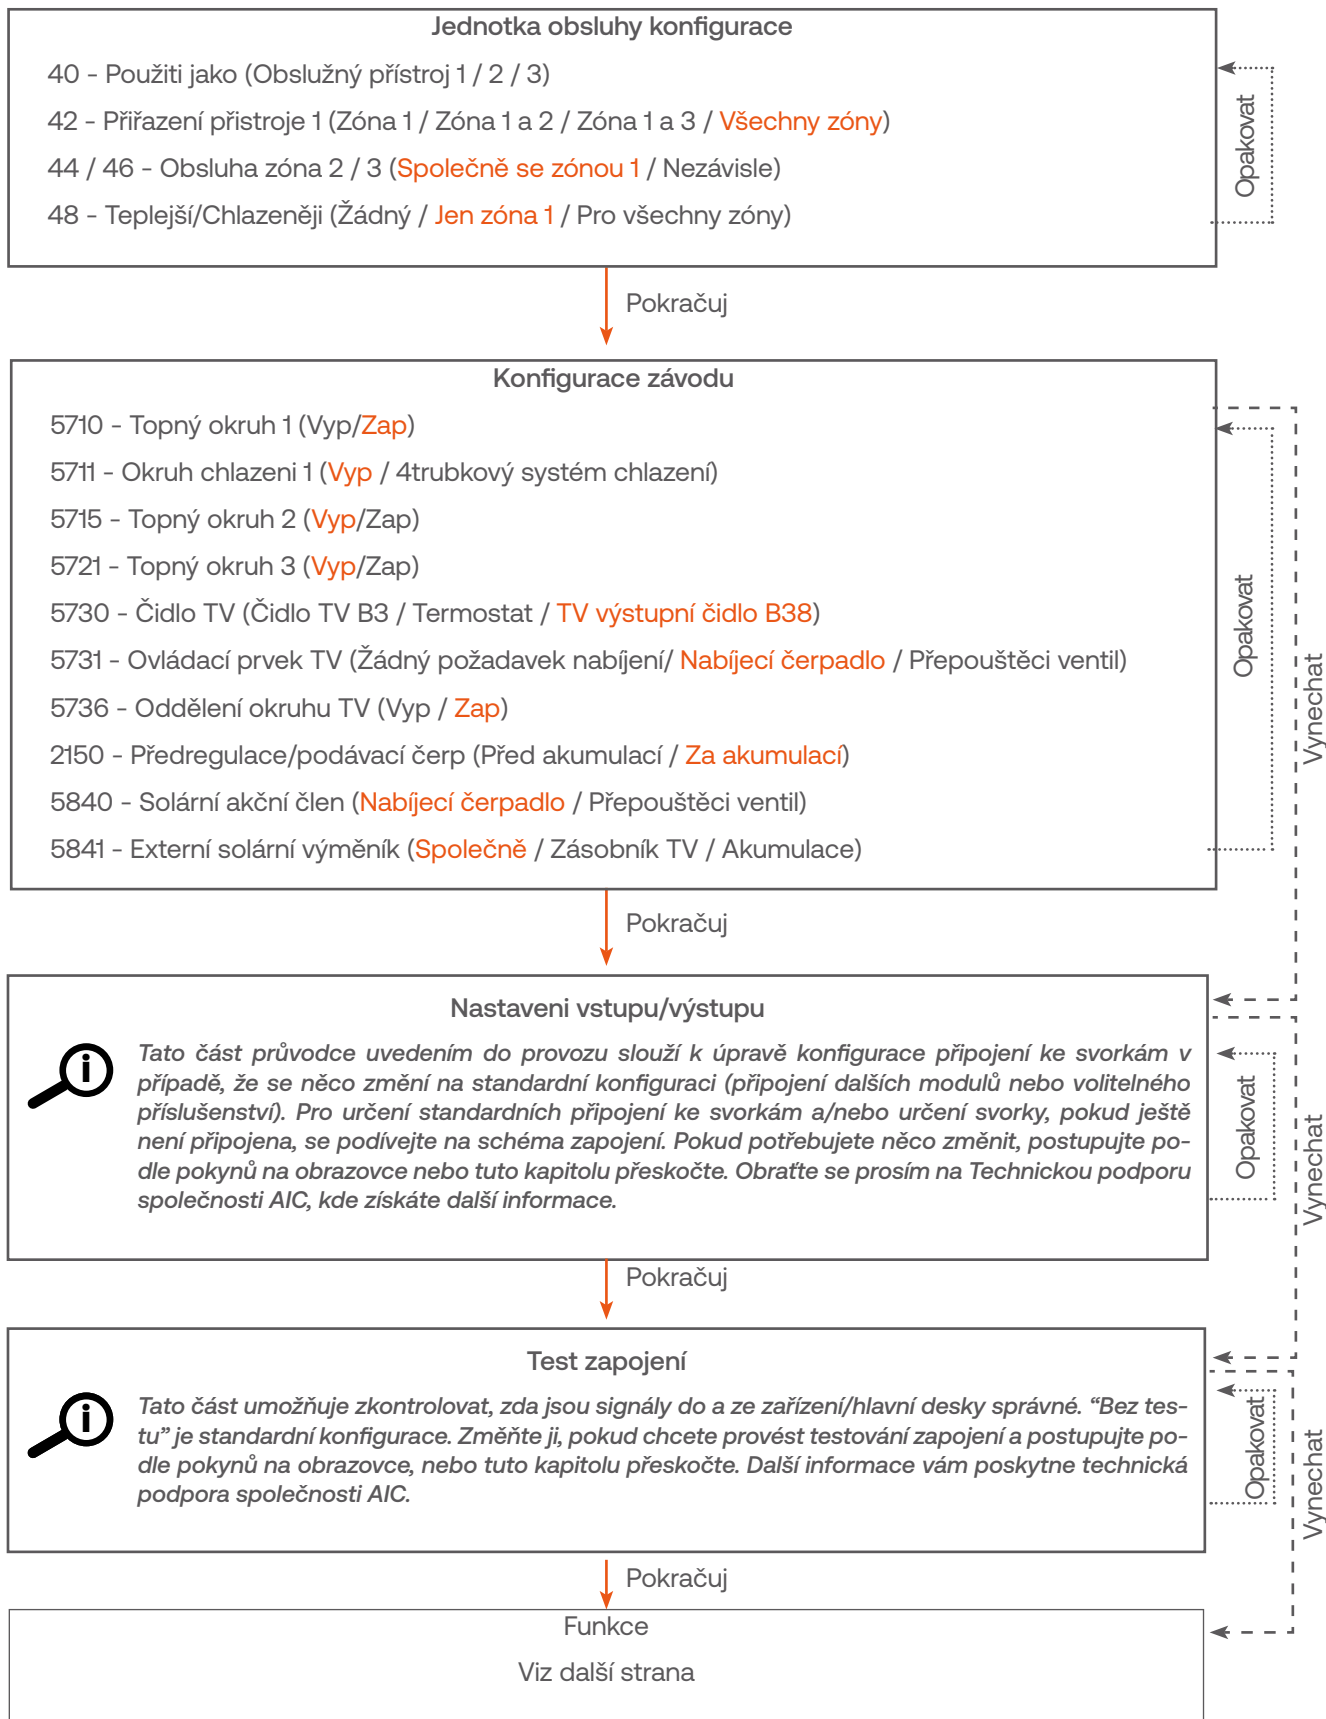 Jednotka obsluhy konfigurace
40 - Použiti jako (Obslužný přístroj 1 / 2 / 3)
42 - Přiřazení přistroje 1 (Zóna 1 / Zóna 1 a 2 / Zóna 1 a 3 / Všechny zóny)
44 / 46 - Obsluha zóna 2 / 3 (Společně se zónou 1 / Nezávisle)
48 - Teplejší/Chlazeněji (Žádný / Jen zóna 1 / Pro všechny zóny)
Opakovat
Pokračuj
Konfigurace závodu
5710 - Topný okruh 1 (Vyp/Zap)
5711 - Okruh chlazeni 1 (Vyp / 4trubkový systém chlazení)
5715 - Topný okruh 2 (Vyp/Zap)
5721 - Topný okruh 3 (Vyp/Zap)
5730 - Čidlo TV (Čidlo TV B3 / Termostat / TV výstupní čidlo B38)
5731 - Ovládací prvek TV (Žádný požadavek nabíjení/ Nabíjecí čerpadlo / Přepouštěci ventil)
5736 - Oddělení okruhu TV (Vyp / Zap)
2150 - Předregulace/podávací čerp (Před akumulací / Za akumulací)
5840 - Solární akční člen (Nabíjecí čerpadlo / Přepouštěci ventil)
5841 - Externí solární výměník (Společně / Zásobník TV / Akumulace)
Opakovat
Vynechat
Pokračuj
Nastaveni vstupu/výstupu
Tato část průvodce uvedením do provozu slouží k úpravě konfigurace připojení ke svorkám v
případě, že se něco změní na standardní konfiguraci (připojení dalších modulů nebo volitelného
příslušenství). Pro určení standardních připojení ke svorkám a/nebo určení svorky, pokud ještě
není připojena, se podívejte na schéma zapojení. Pokud potřebujete něco změnit, postupujte po-
dle pokynů na obrazovce nebo tuto kapitolu přeskočte. Obraťte se prosím na Technickou podporu
společnosti AIC, kde získáte další informace.
Opakovat
Vynechat
Pokračuj
Test zapojení
Tato část umožňuje zkontrolovat, zda jsou signály do a ze zařízení/hlavní desky správné. “Bez tes-
tu” je standardní konfigurace. Změňte ji, pokud chcete provést testování zapojení a postupujte po-
dle pokynů na obrazovce, nebo tuto kapitolu přeskočte. Další informace vám poskytne technická
podpora společnosti AIC.
Opakovat
Vynechat
Pokračuj
Funkce
Viz další strana